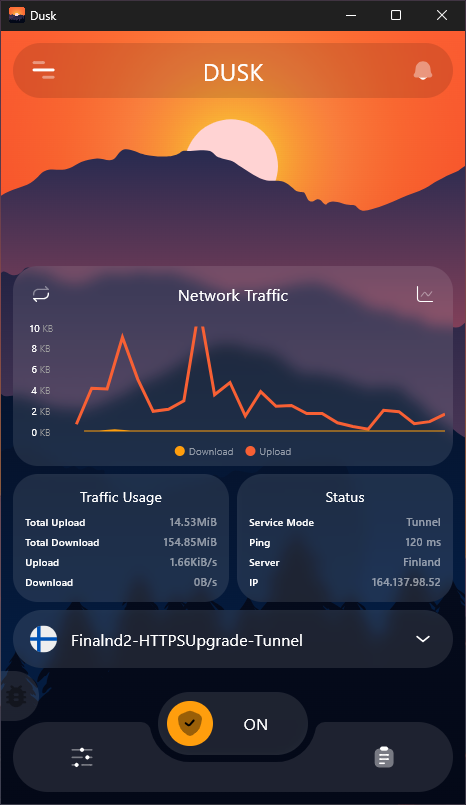 Dusk
DUSK
Network Traffic
10 KB
8 KB
6 KB
4 KB
2 KB
0 KB
Download Upload
Traffic Usage
Total Upload 14.53MiB
Total Download 154.85MiB
Upload 1.66KiB/s
Download 0B/s
Status
Service Mode Tunnel
Ping 120 ms
Server Finland
IP 164.137.98.52
Finalnd2-HTTPSUpgrade-Tunnel
ON